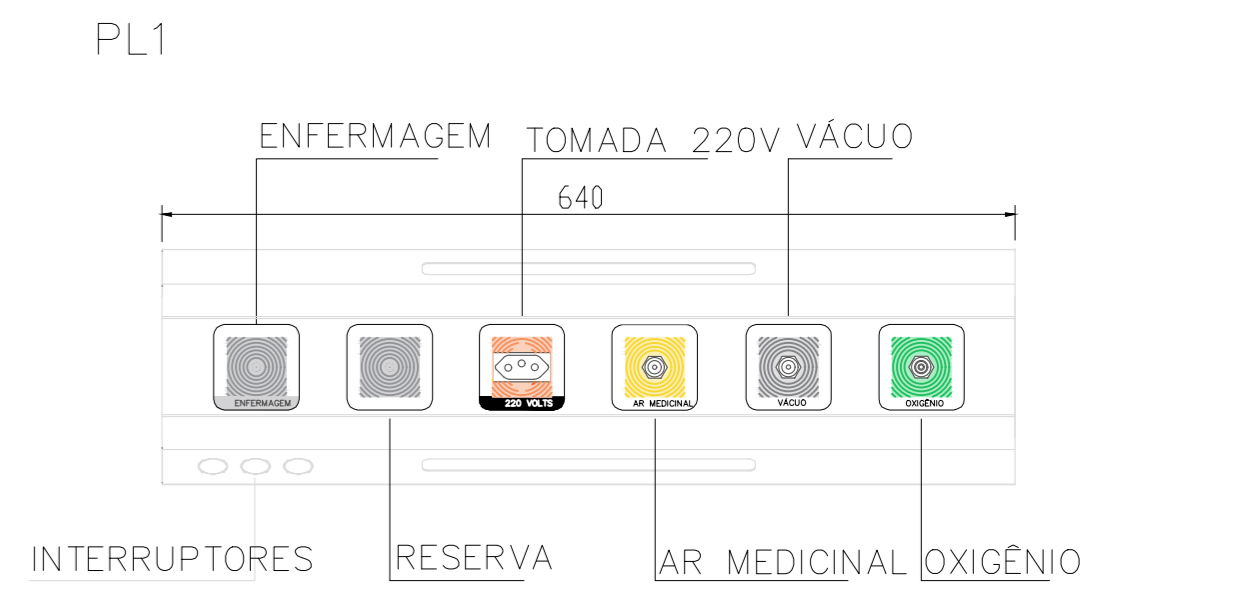 PL1
ENFERMAGEM TOMADA 220V VÁCUO
640
ENFERMAGEM 220 VOLTS AR MEDICINAL VÁCUO OXIGÊNIO
INTERRUPTORES RESERVA AR MEDICINAL OXIGÊNIO